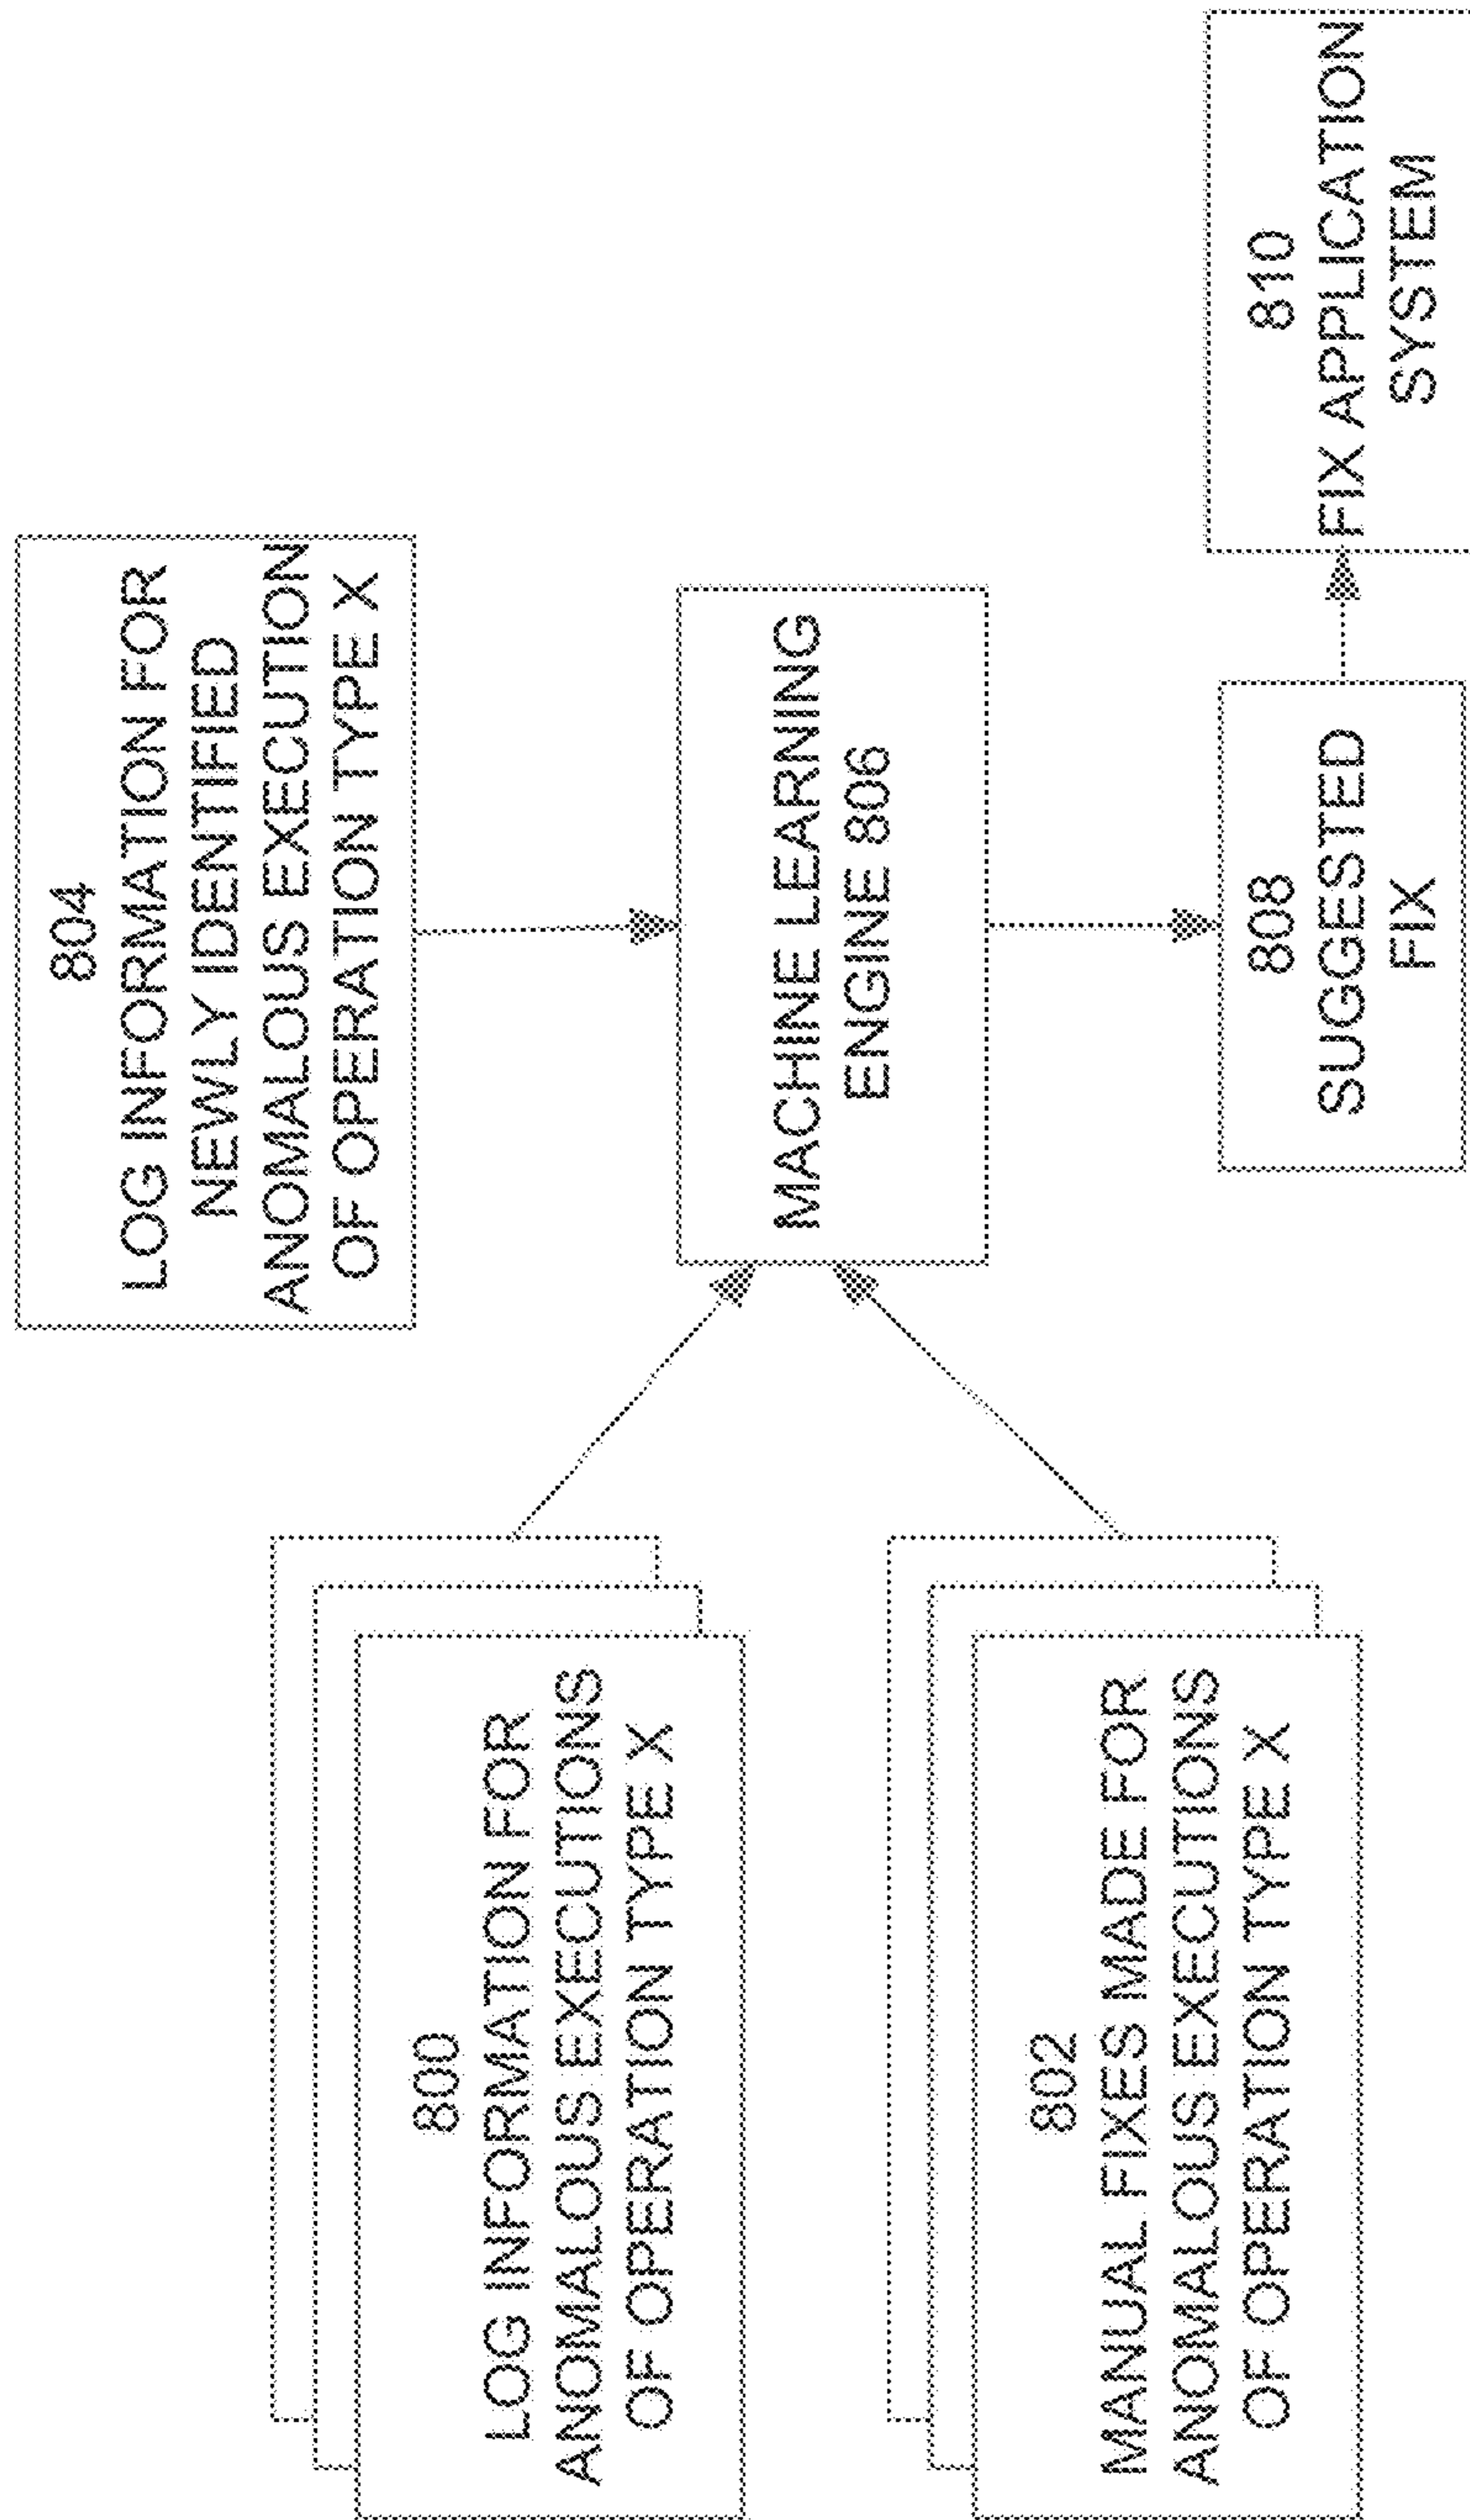 800
LOG INFORMATION FOR
ANOMALOUS EXECUTIONS
OF OPERATION TYPE X
802
MANUAL FIXES MADE FOR
ANOMALOUS EXECUTIONS
OF OPERATION TYPE X
804
LOG INFORMATION FOR
NEWLY IDENTIFIED
ANOMALOUS EXECUTION
OF OPERATION TYPE X
MACHINE LEARNING
ENGINE 806
808
SUGGESTED
FIX
810
FIX APPLICATION
SYSTEM